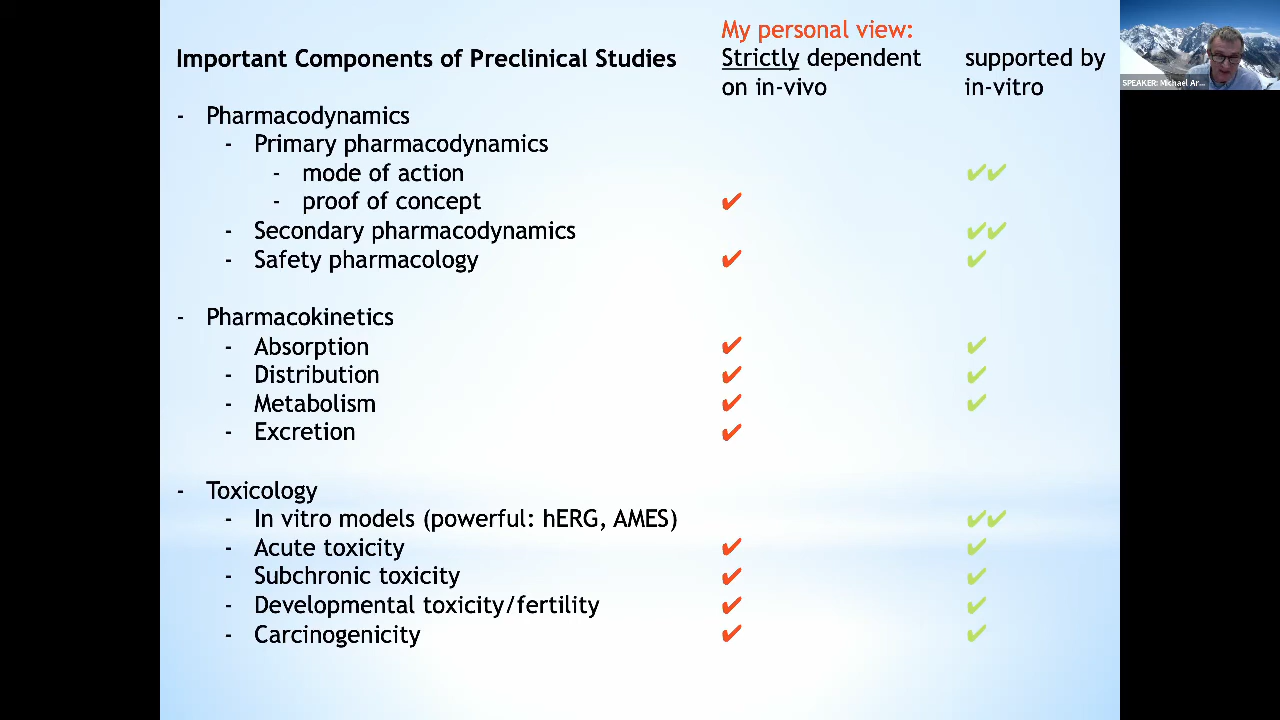 My personal view:
Important Components of Preclinical Studies Strictly dependent supported by
on in-vivo in-vitro
- Pharmacodynamics
- Primary pharmacodynamics
- mode of action ✔✔
- proof of concept ✔
- Secondary pharmacodynamics ✔✔
- Safety pharmacology ✔ ✔
- Pharmacokinetics
- Absorption ✔ ✔
- Distribution ✔ ✔
- Metabolism ✔ ✔
- Excretion ✔
- Toxicology
- In vitro models (powerful: hERG, AMES) ✔✔
- Acute toxicity ✔ ✔
- Subchronic toxicity ✔ ✔
- Developmental toxicity/fertility ✔ ✔
- Carcinogenicity ✔ ✔
SPEAKER: Michael Ar...